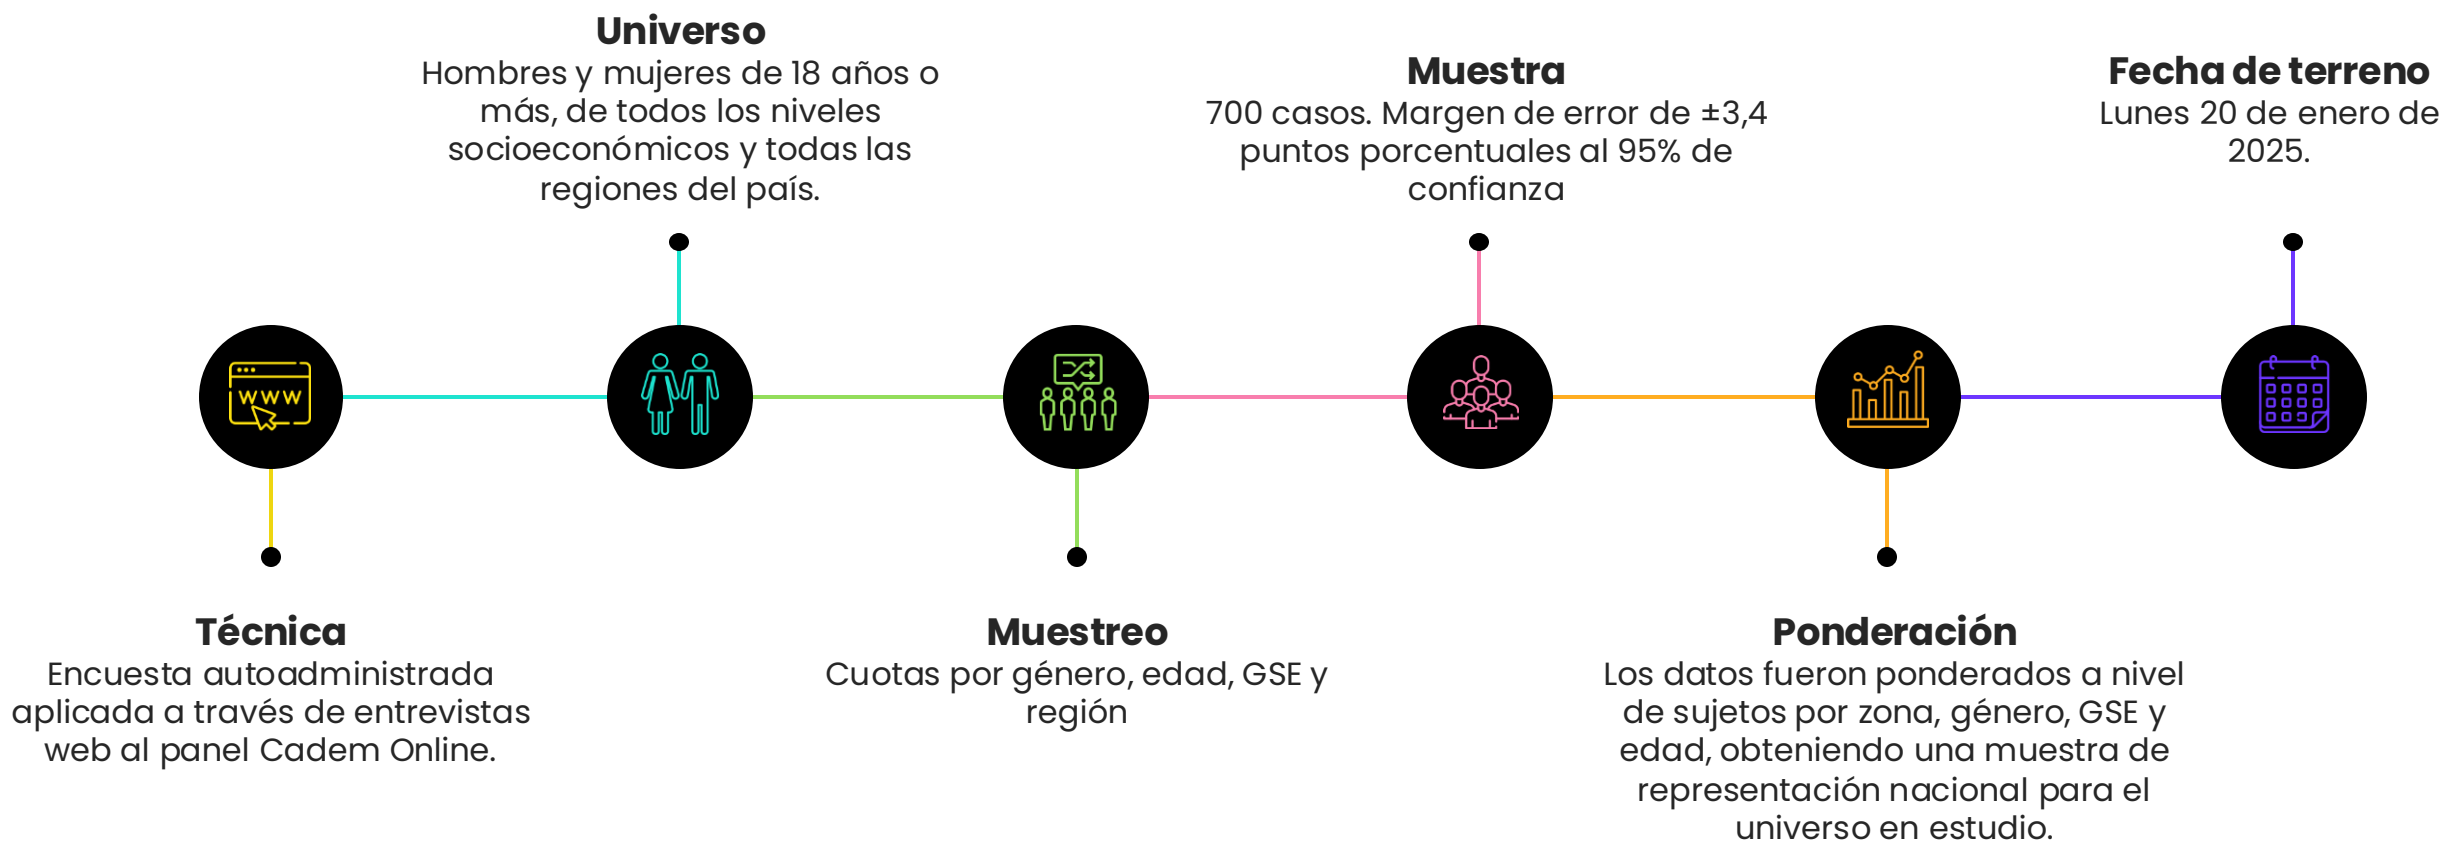 Universo
Hombres y mujeres de 18 años o
más, de todos los niveles
socioeconómicos y todas las
regiones del país.
Muestra
700 casos. Margen de error de ±3,4
puntos porcentuales al 95% de
confianza
Fecha de terreno
Lunes 20 de enero de
2025.
www
Técnica
Encuesta autoadministrada
aplicada a través de entrevistas
web al panel Cadem Online.
Muestreo
Cuotas por género, edad, GSE y
región
Ponderación
Los datos fueron ponderados a nivel
de sujetos por zona, género, GSE y
edad, obteniendo una muestra de
representación nacional para el
universo en estudio.